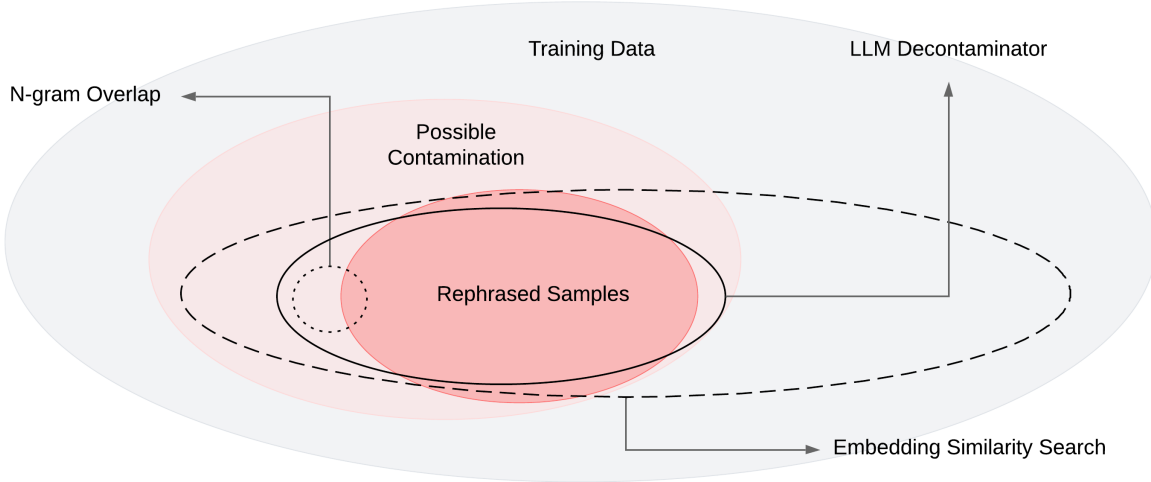 Training Data
LLM Decontaminator
N-gram Overlap
Possible
Contamination
Rephrased Samples
Embedding Similarity Search